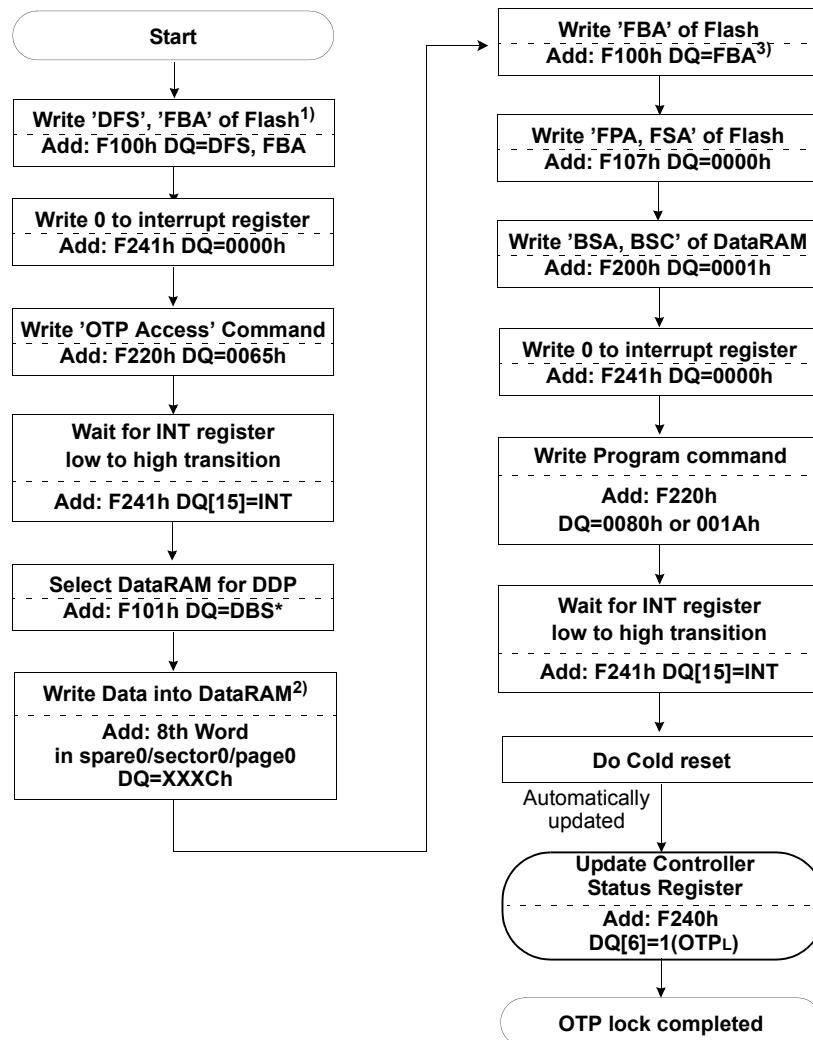 Start
Write ’DFS’, ’FBA’ of Flash1)
Add: F100h DQ=DFS, FBA
Write 0 to interrupt register
Add: F241h DQ=0000h
Write ’OTP Access’ Command
Add: F220h DQ=0065h
Wait for INT register
low to high transition
Add: F241h DQ[15]=INT
Select DataRAM for DDP
Add: F101h DQ=DBS*
Write Data into DataRAM2)
Add: 8th Word
in spare0/sector0/page0
DQ=XXXCh
Write ’FBA’ of Flash
Add: F100h DQ=FBA3)
Write ’FPA, FSA’ of Flash
Add: F107h DQ=0000h
Write ’BSA, BSC’ of DataRAM
Add: F200h DQ=0001h
Write 0 to interrupt register
Add: F241h DQ=0000h
Write Program command
Add: F220h
DQ=0080h or 001Ah
Wait for INT register
low to high transition
Add: F241h DQ[15]=INT
Do Cold reset
Automatically
updated
Update Controller
Status Register
Add: F240h
DQ[6]=1(OTPL)
OTP lock completed